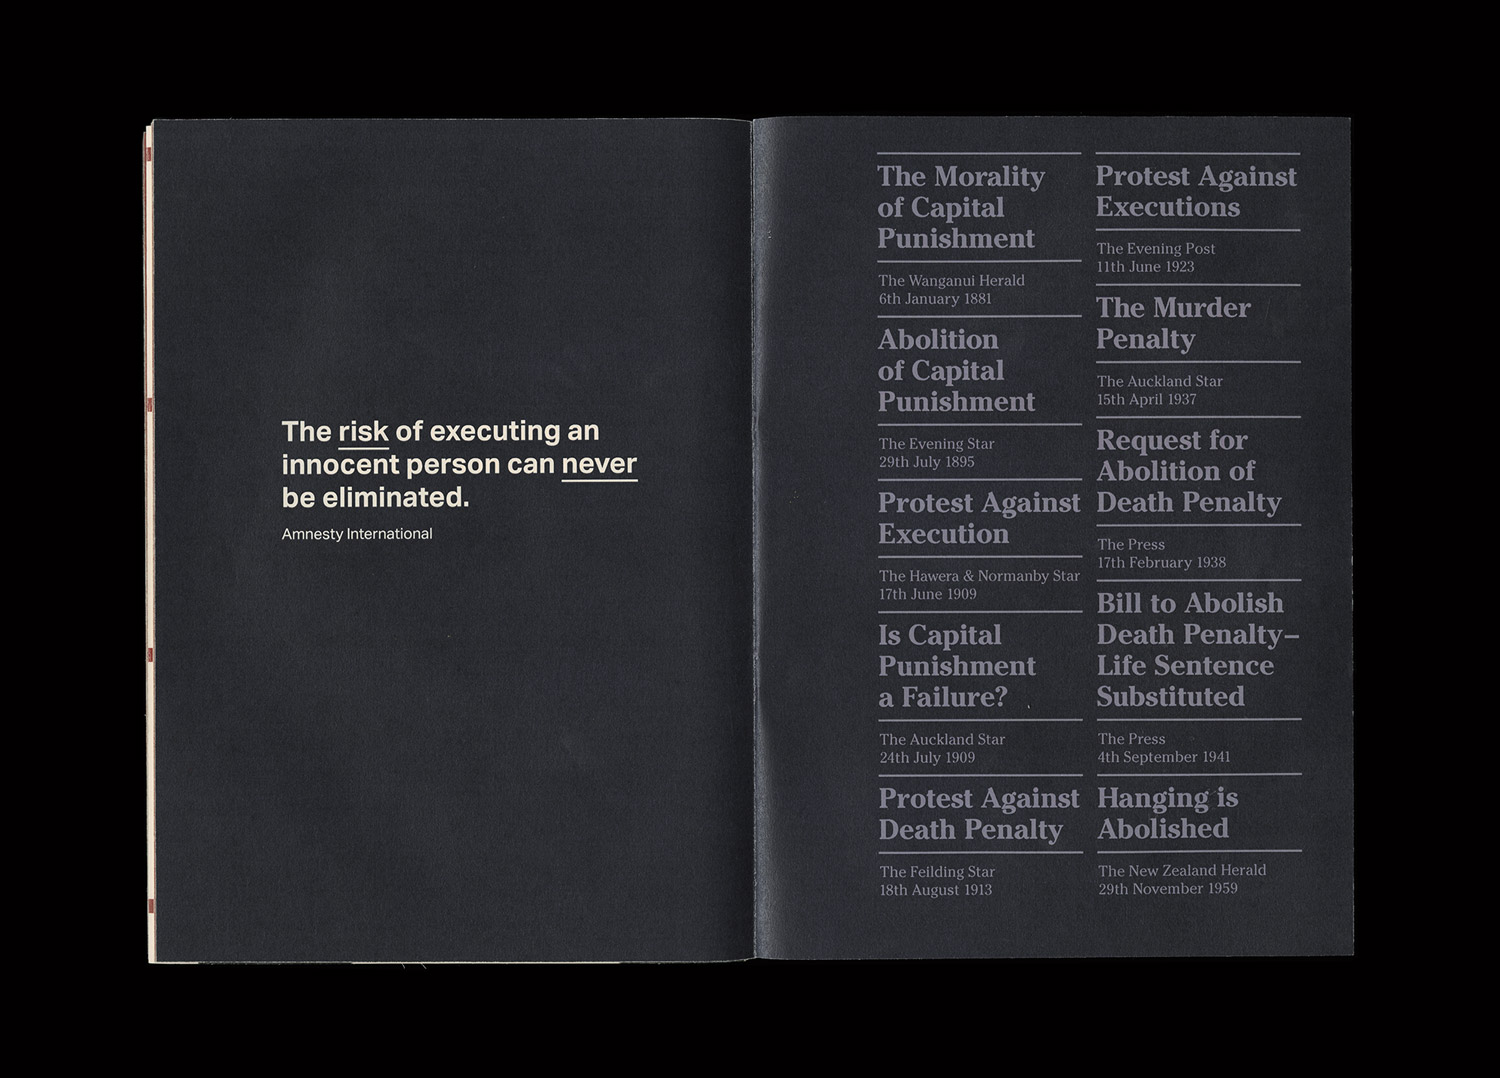 The risk of executing an
innocent person can never
be eliminated.
Amnesty International
The Morality
of Capital
Punishment
The Wanganui Herald
6th January 1881
Abolition
of Capital
Punishment
The Evening Star
29th July 1895
Protest Against
Execution
The Hawera & Normanby Star
17th June 1909
Is Capital
Punishment
a Failure?
The Auckland Star
24th July 1909
Protest Against
Death Penalty
The Feilding Star
18th August 1913
Protest Against
Executions
The Evening Post
11th June 1923
The Murder
Penalty
The Auckland Star
15th April 1937
Request for
Abolition of
Death Penalty
The Press
17th February 1938
Bill to Abolish
Death Penalty–
Life Sentence
Substituted
The Press
4th September 1941
Hanging is
Abolished
The New Zealand Herald
29th November 1959